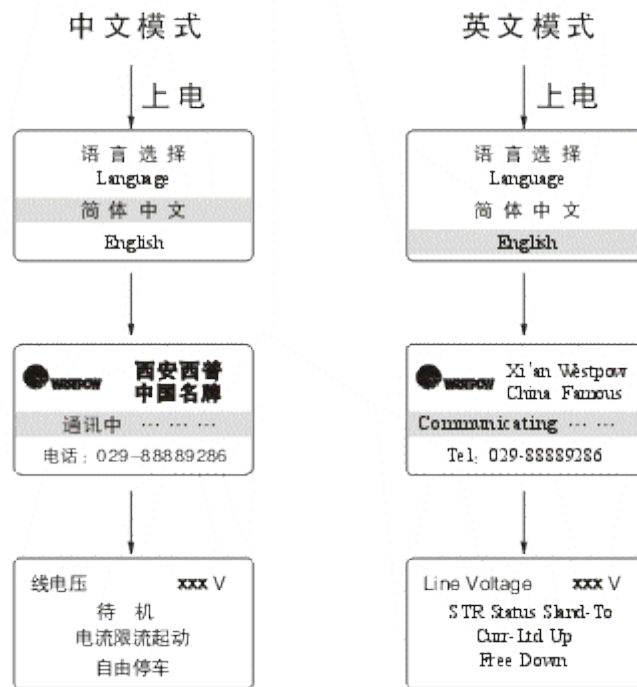 中文模式
上电
语言选择
Language
简体中文
English
WESTPOW
西安西普
中国名牌
通讯中 … … …
电话：029-88889286
线电压 xxx V
待 机
电流限流起动
自由停车
英文模式
上电
语言选择
Language
简体中文
English
WESTPOW
Xi'an Westpow
China Famous
Communicating … …
Tel: 029-88889286
Line Voltage xxx V
STR Status Stand-To
Curr-Ltd Up
Free Down